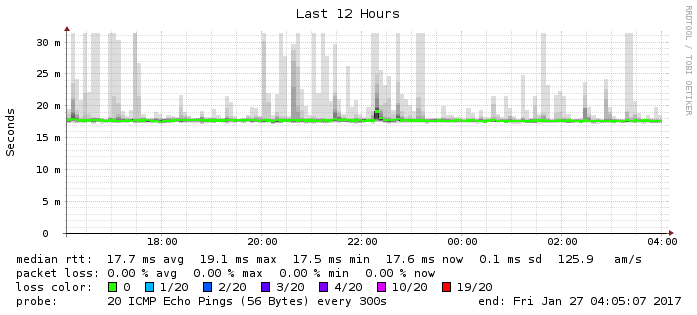 Last 12 Hours
RRDTOOL / TOBI OETIKER
Seconds
30 m
25 m
20 m
15 m
10 m
5 m
0
18:00 20:00 22:00 00:00 02:00 04:00
median rtt: 17.7 ms avg 19.1 ms max 17.5 ms min 17.6 ms now 0.1 ms sd 125.9 am/s
packet loss: 0.00 % avg 0.00 % max 0.00 % min 0.00 % now
loss color: 0 1/20 2/20 3/20 4/20 10/20 19/20
probe: 20 ICMP Echo Pings (56 Bytes) every 300s end: Fri Jan 27 04:05:07 2017